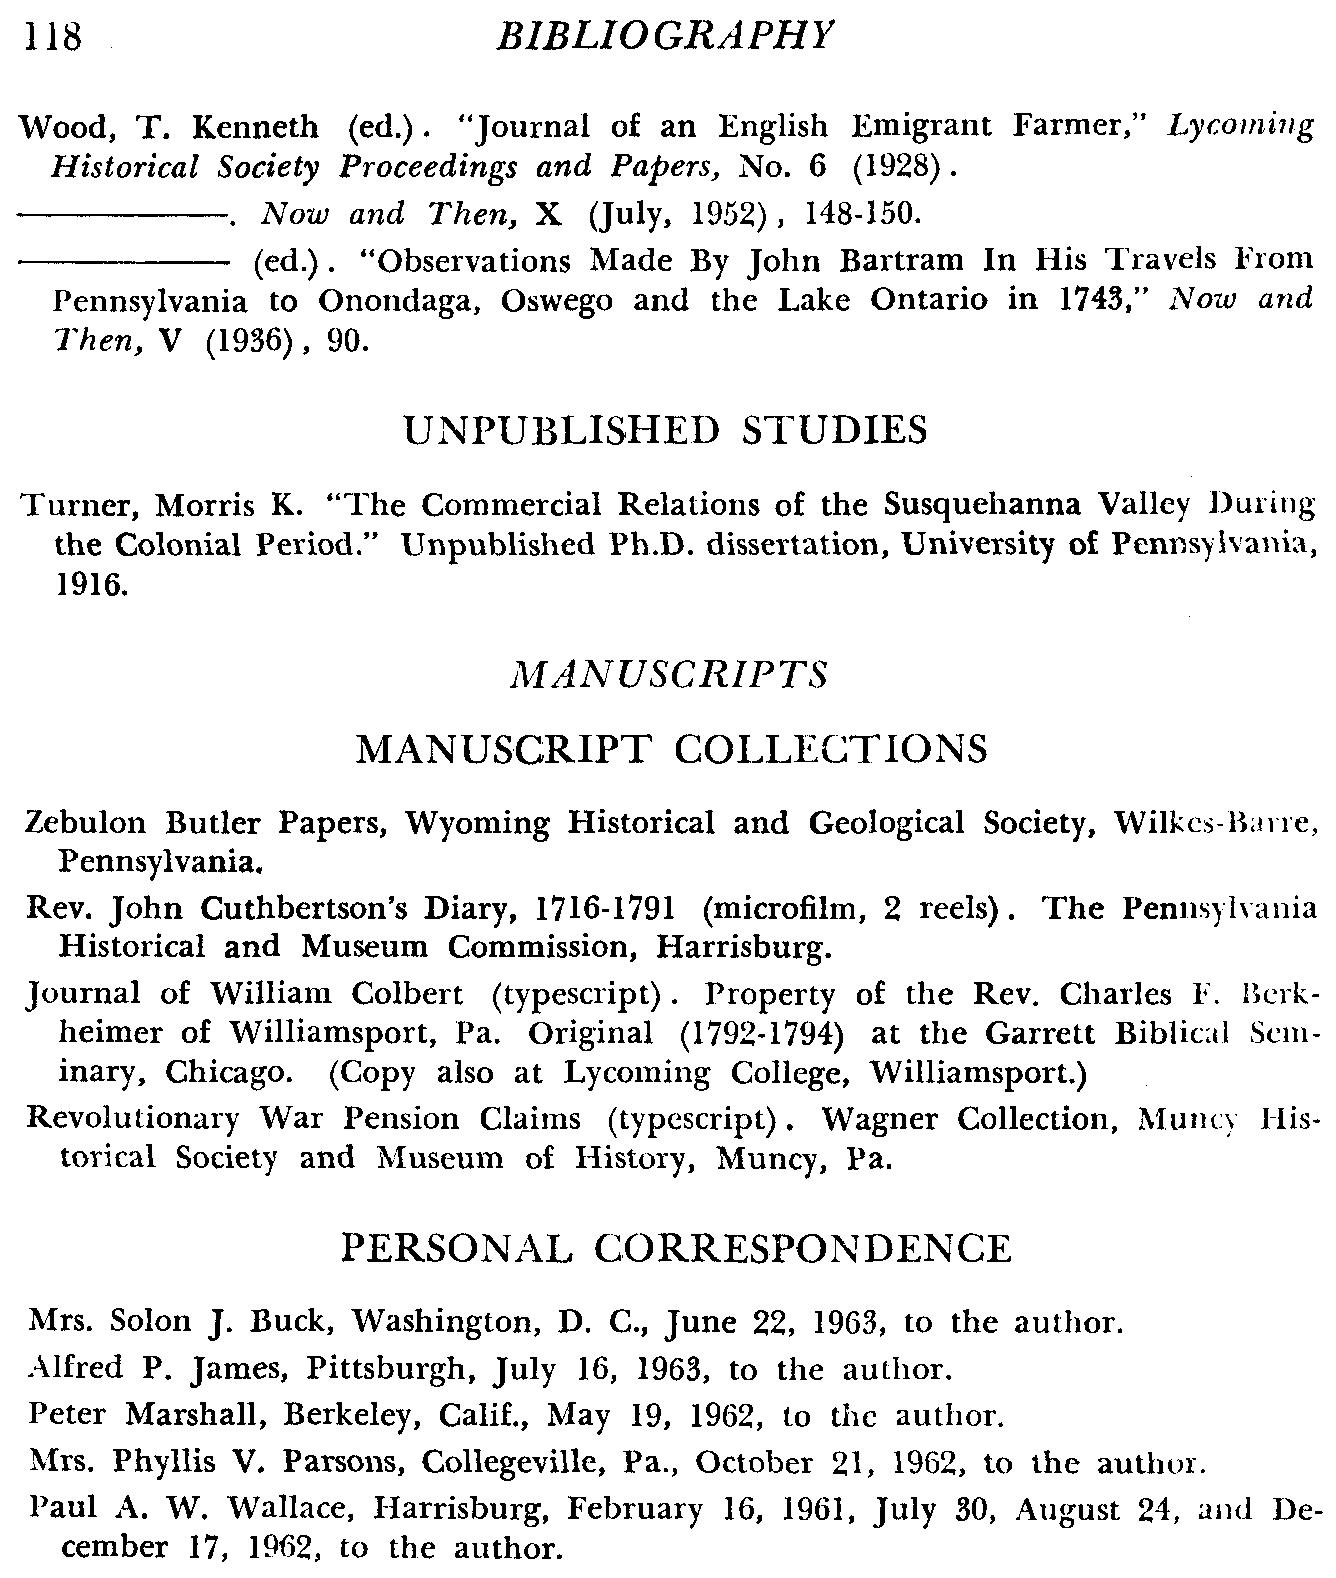 118 BIBLIOGRAPHY
Wood, T. Kenneth (ed.). “Journal of an English Emigrant Farmer,” Lycoming
Historical Society Proceedings and Papers, No. 6 (1928).
———. Now and Then, X (July, 1952), 148-150.
——— (ed.). “Observations Made By John Bartram In His Travels From
Pennsylvania to Onondaga, Oswego and the Lake Ontario in 1743,” Now and
Then, V (1936), 90.
UNPUBLISHED STUDIES
Turner, Morris K. “The Commercial Relations of the Susquehanna Valley During
the Colonial Period.” Unpublished Ph.D. dissertation, University of Pennsylvania,
1916.
MANUSCRIPTS
MANUSCRIPT COLLECTIONS
Zebulon Butler Papers, Wyoming Historical and Geological Society, Wilkes-Barre,
Pennsylvania.
Rev. John Cuthbertson’s Diary, 1716-1791 (microfilm, 2 reels). The Pennsylvania
Historical and Museum Commission, Harrisburg.
Journal of William Colbert (typescript). Property of the Rev. Charles F. Berk-
heimer of Williamsport, Pa. Original (1792-1794) at the Garrett Biblical Sem-
inary, Chicago. (Copy also at Lycoming College, Williamsport.)
Revolutionary War Pension Claims (typescript). Wagner Collection, Muncy His-
torical Society and Museum of History, Muncy, Pa.
PERSONAL CORRESPONDENCE
Mrs. Solon J. Buck, Washington, D. C., June 22, 1963, to the author.
Alfred P. James, Pittsburgh, July 16, 1963, to the author.
Peter Marshall, Berkeley, Calif., May 19, 1962, to the author.
Mrs. Phyllis V. Parsons, Collegeville, Pa., October 21, 1962, to the author.
Paul A. W. Wallace, Harrisburg, February 16, 1961, July 30, August 24, and De-
cember 17, 1962, to the author.